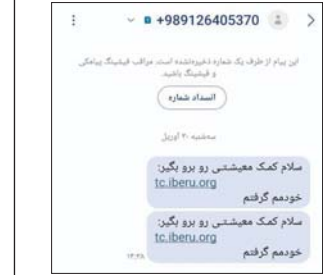 +989126405370
این پیام از طرف یک شماره ذخیره‌نشده است. مراقب فیشینگ پیامکی
و فیشینگ باشید.
انسداد شماره
سه‌شنبه ۳۰ آوریل
سلام کمک معیشتی رو برو بگیر:
tc.iberu.org
خودمم گرفتم
سلام کمک معیشتی رو برو بگیر:
tc.iberu.org
خودمم گرفتم